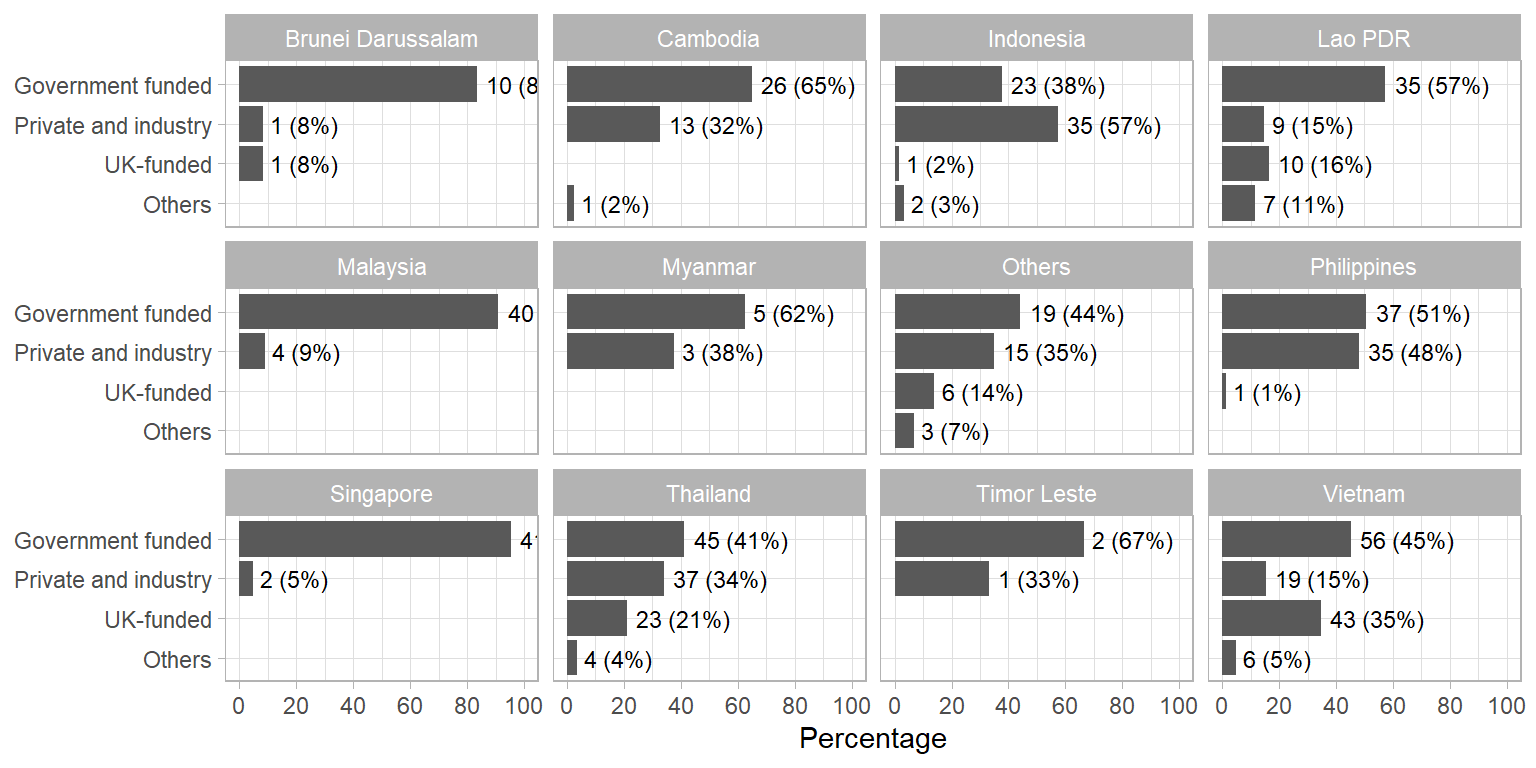 Brunei Darussalam Cambodia Indonesia Lao PDR
Government funded 10 (8 26 (65%) 23 (38%) 35 (57%)
Private and industry 1 (8%) 13 (32%) 35 (57%) 9 (15%)
UK-funded 1 (8%) 1 (2%) 10 (16%)
Others 1 (2%) 2 (3%) 7 (11%)
Malaysia Myanmar Others Philippines
Government funded 40 5 (62%) 19 (44%) 37 (51%)
Private and industry 4 (9%) 3 (38%) 15 (35%) 35 (48%)
UK-funded 6 (14%) 1 (1%)
Others 3 (7%)
Singapore Thailand Timor Leste Vietnam
Government funded 41 45 (41%) 2 (67%) 56 (45%)
Private and industry 2 (5%) 37 (34%) 1 (33%) 19 (15%)
UK-funded 23 (21%) 43 (35%)
Others 4 (4%) 6 (5%)
0 20 40 60 80 100 0 20 40 60 80 100 0 20 40 60 80 100 0 20 40 60 80 100
Percentage